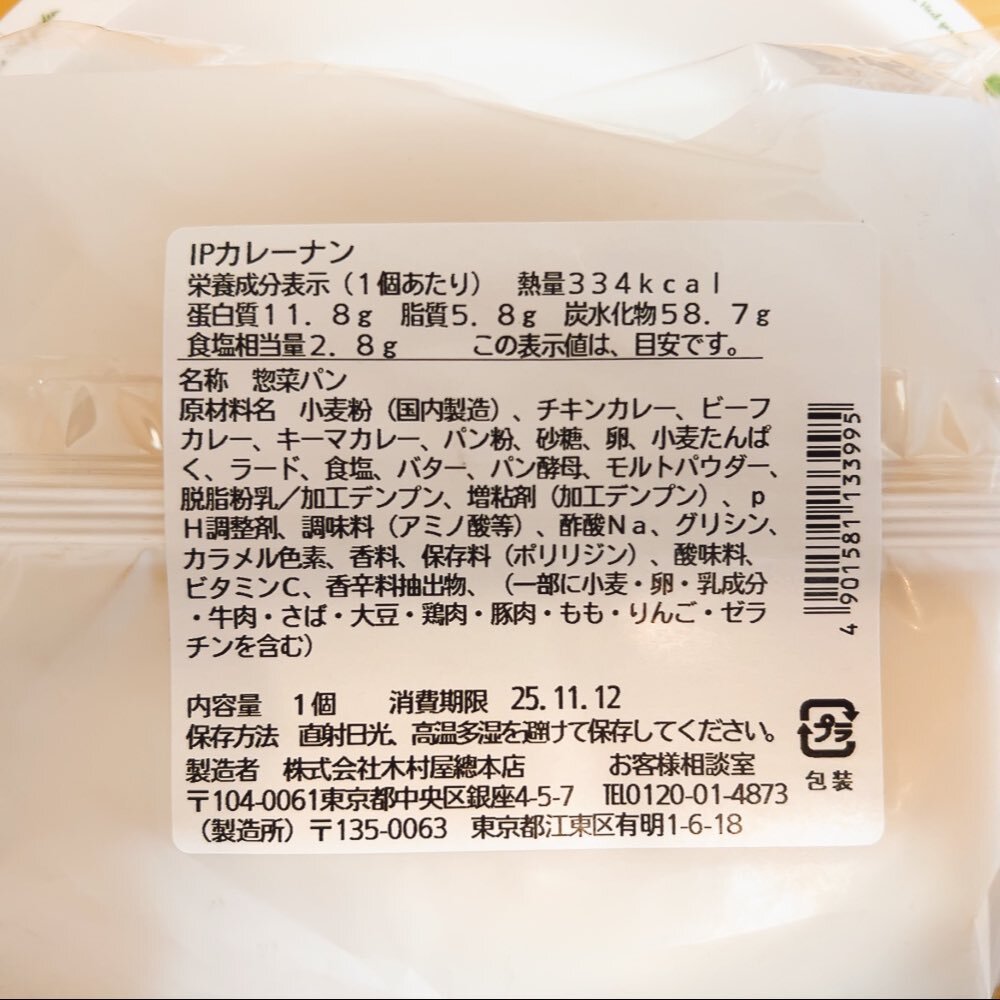 IPカレーナン
栄養成分表示（１個あたり）　熱量３３４ｋｃａｌ
蛋白質１１．８ｇ　脂質５．８ｇ　炭水化物５８．７ｇ
食塩相当量２．８ｇ　　この表示値は、目安です。
名称　惣菜パン
原材料名　小麦粉（国内製造）、チキンカレー、ビーフ
カレー、キーマカレー、パン粉、砂糖、卵、小麦たんぱ
く、ラード、食塩、バター、パン酵母、モルトパウダー、
脱脂粉乳／加工デンプン、増粘剤（加工デンプン）、ｐ
Ｈ調整剤、調味料（アミノ酸等）、酢酸Ｎａ、グリシン、
カラメル色素、香料、保存料（ポリリジン）、酸味料、
ビタミンＣ、香辛料抽出物、（一部に小麦・卵・乳成分
・牛肉・さば・大豆・鶏肉・豚肉・もも・りんご・ゼラ
チンを含む）
内容量　１個　　消費期限　25.11.12
保存方法　直射日光、高温多湿を避けて保存してください。
製造者　株式会社木村屋總本店　　お客様相談室
〒104-0061東京都中央区銀座4-5-7　℡0120-01-4873
（製造所）〒135-0063　東京都江東区有明1-6-18
4 901581 133995
プラ
包装